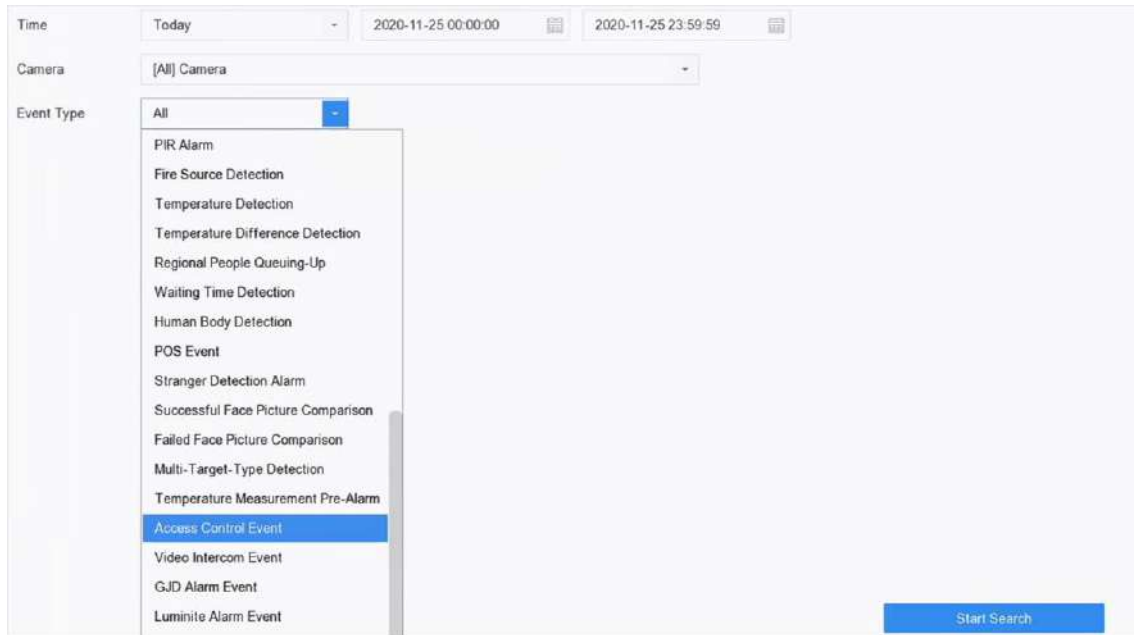 Time Today 2020-11-25 00:00:00 2020-11-25 23:59:59
Camera [All] Camera
Event Type All
PIR Alarm
Fire Source Detection
Temperature Detection
Temperature Difference Detection
Regional People Queuing-Up
Waiting Time Detection
Human Body Detection
POS Event
Stranger Detection Alarm
Successful Face Picture Comparison
Failed Face Picture Comparison
Multi-Target-Type Detection
Temperature Measurement Pre-Alarm
Access Control Event
Video Intercom Event
GJD Alarm Event
Luminite Alarm Event
Start Search